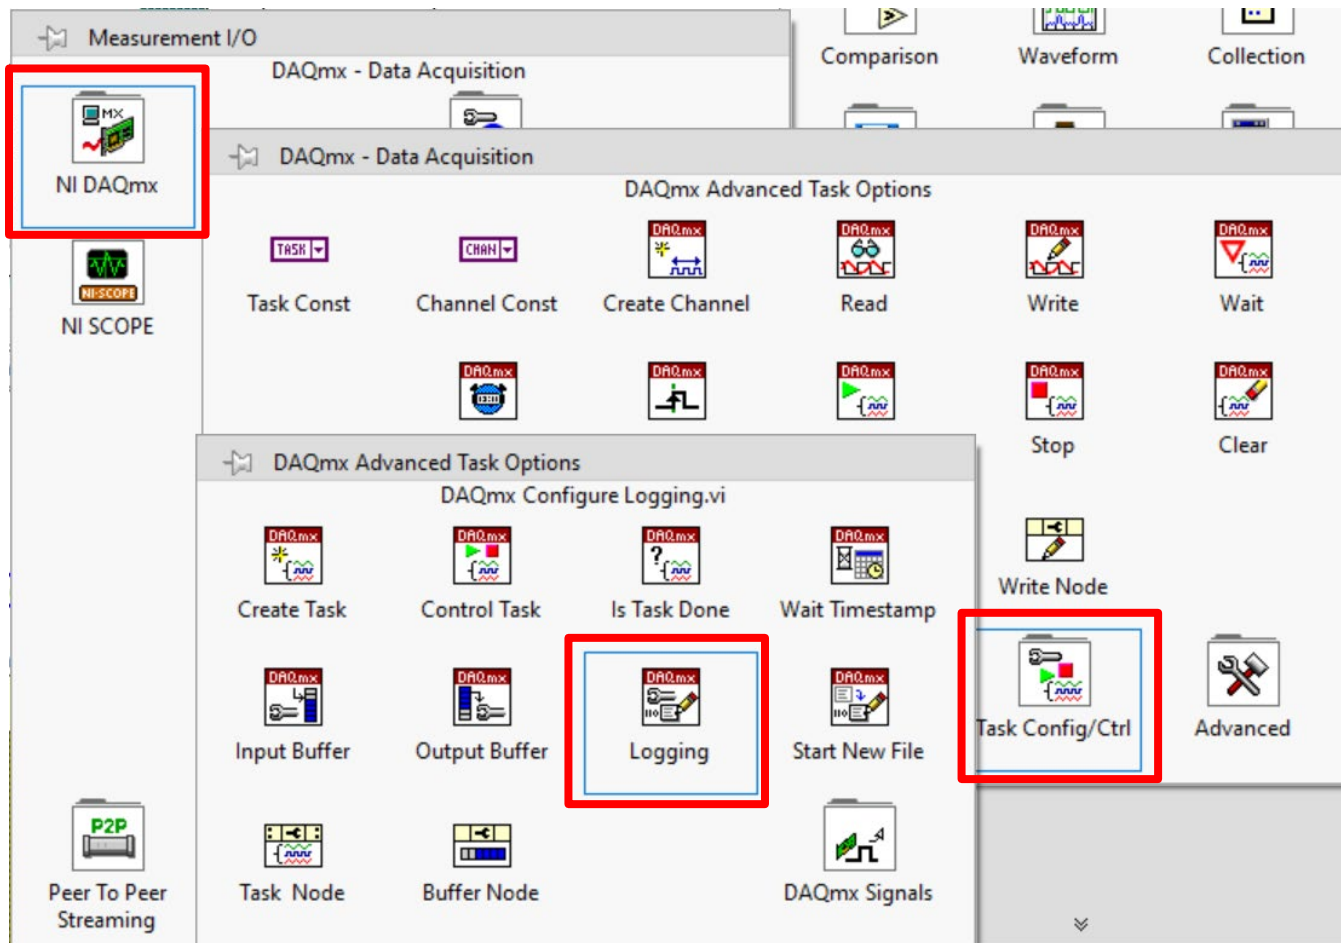 Measurement I/O
DAQmx - Data Acquisition
Comparison
Waveform
Collection
MX
NI DAQmx
NI-SCOPE
NI SCOPE
P2P
Peer To Peer
Streaming
DAQmx - Data Acquisition
DAQmx Advanced Task Options
TASK
CHAN
DAQmx
DAQmx
DAQmx
DAQmx
Task Const
Channel Const
Create Channel
Read
Write
Wait
DAQmx
DAQmx
DAQmx
DAQmx
DAQmx
Stop
Clear
Write Node
Task Config/Ctrl
Advanced
DAQmx Advanced Task Options
DAQmx Configure Logging.vi
DAQmx
DAQmx
DAQmx
?
DAQmx
Create Task
Control Task
Is Task Done
Wait Timestamp
DAQmx
DAQmx
DAQmx
DAQmx
Input Buffer
Output Buffer
Logging
Start New File
Task Node
Buffer Node
DAQmx Signals